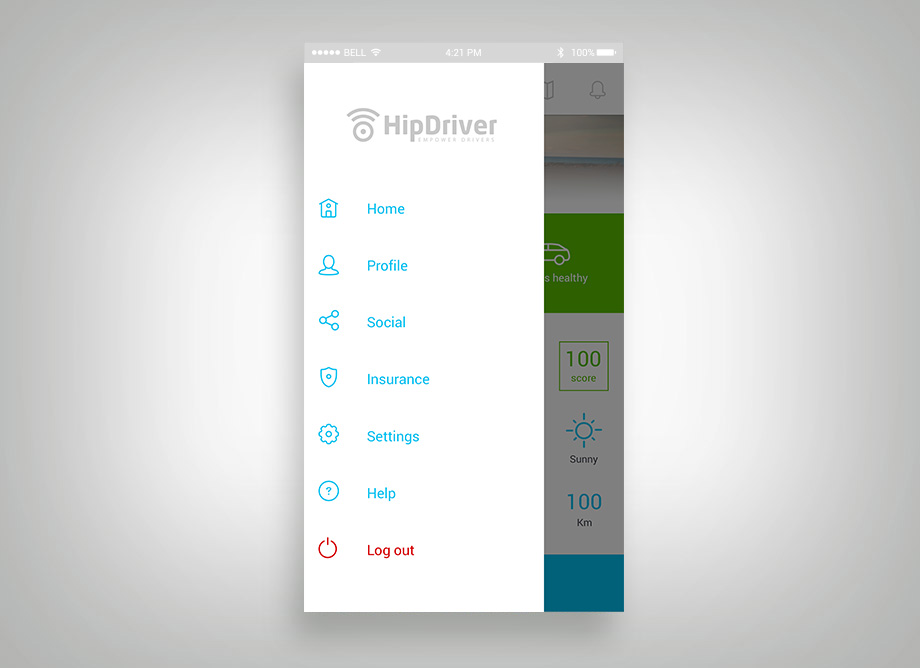 BELL 4:21 PM 100%
HipDriver
EMPOWER DRIVERS
Home
Profile
Social
Insurance
Settings
? Help
Log out
s healthy
100
score
Sunny
100
Km